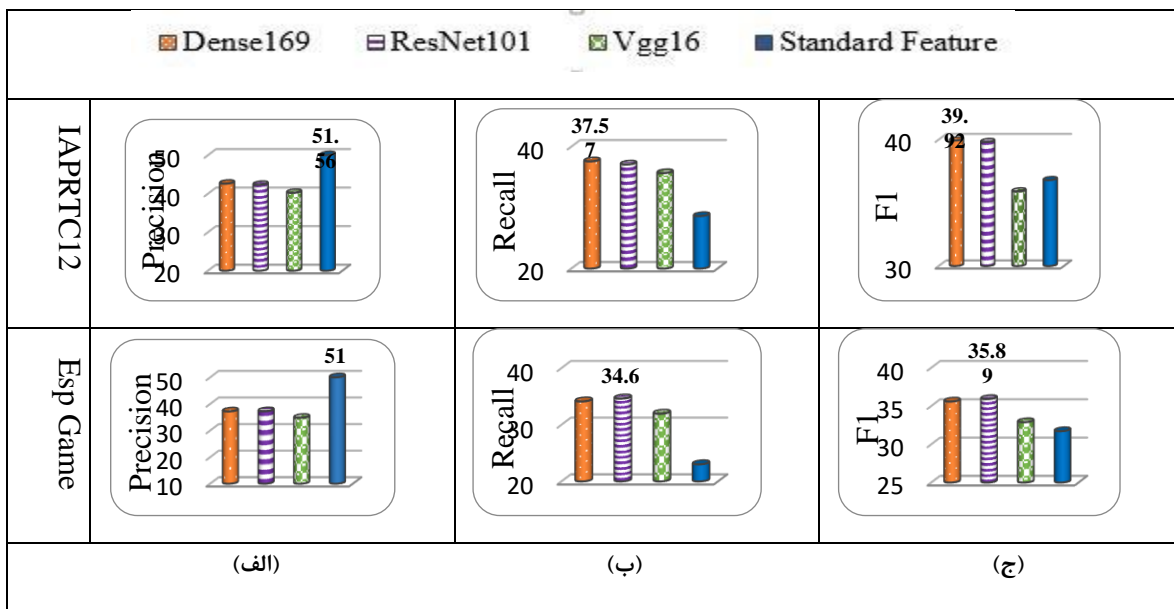 Dense169 ResNet101 Vgg16 Standard Feature
IAPRTC12
Precision
50
40
30
20
51.
56
Recall
40
20
37.5
7
F1
40
30
39.
92
Esp Game
Precision
50
40
30
20
10
51
Recall
40
30
20
34.6
F1
40
35
30
25
35.8
9
(الف)
(ب)
(ج)